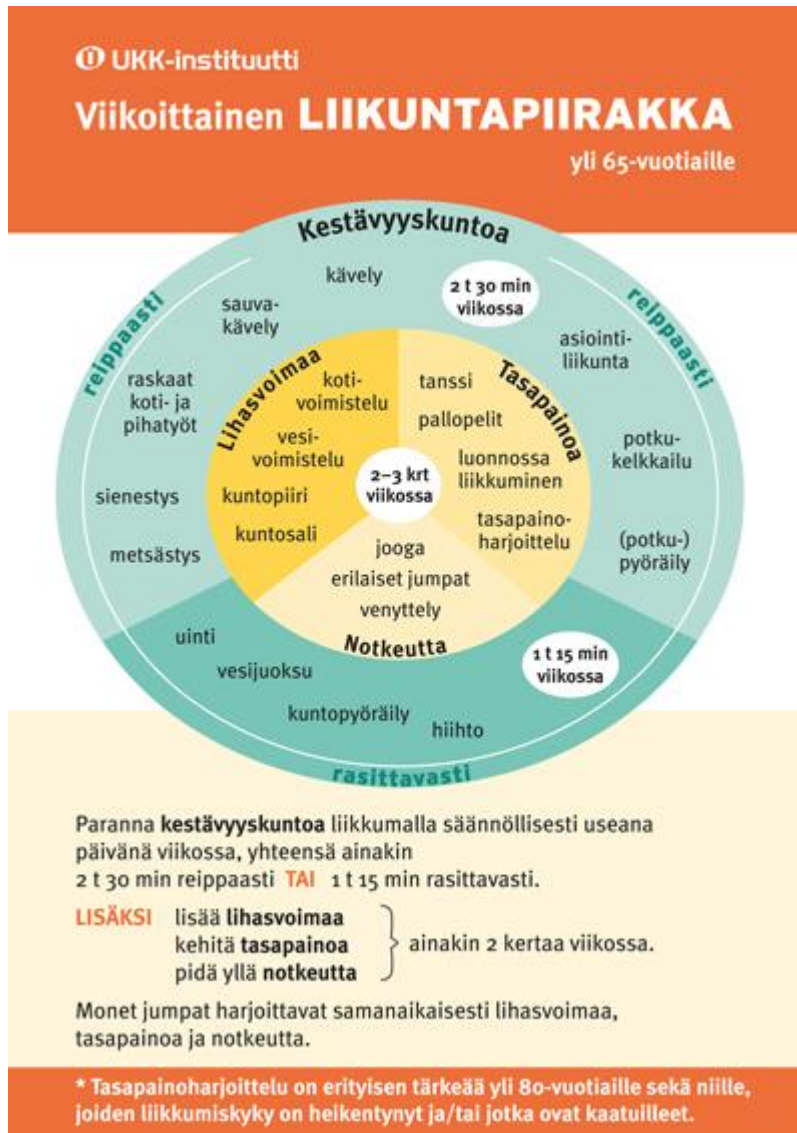 UKK-instituutti
Viikoittainen LIIKUNTAPIIRAKKA
yli 65-vuotiaille
Kestävyyskuntoa
reippaasti
reippaasti
kävely
2 t 30 min
viikossa
sauva-
kävely
asiointi-
liikunta
raskaat
koti- ja
pihatyöt
potku-
kelkkailu
sienestys
metsästys
(potku-)
pyöräily
Lihasvoimaa
koti-
voimistelu
vesi-
voimistelu
kuntopiiri
kuntosali
Tasapainoa
tanssi
pallopelit
luonnossa
liikkuminen
tasapaino-
harjoittelu
2–3 krt
viikossa
jooga
erilaiset jumpat
venyttely
Notkeutta
uinti
vesijuoksu
kuntopyöräily
hiihto
1 t 15 min
viikossa
rasittavasti
Paranna kestävyyskuntoa liikkumalla säännöllisesti useana
päivänä viikossa, yhteensä ainakin
2 t 30 min reippaasti TAI 1 t 15 min rasittavasti.
LISÄKSI lisää lihasvoimaa
kehitä tasapainoa
pidä yllä notkeutta
ainakin 2 kertaa viikossa.
Monet jumpat harjoittavat samanaikaisesti lihasvoimaa,
tasapainoa ja notkeutta.
* Tasapainoharjoittelu on erityisen tärkeää yli 80-vuotiaille sekä niille,
joiden liikkumiskyky on heikentynyt ja/tai jotka ovat kaatuilleet.